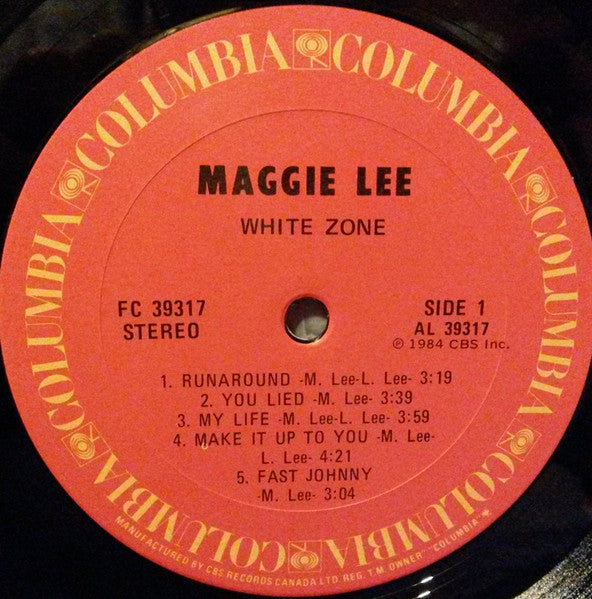 COLUMBIA COLUMBIA COLUMBIA COLUMBIA COLUMBIA COLUMBIA
MAGGIE LEE
WHITE ZONE
FC 39317
STEREO
SIDE 1
AL 39317
℗ 1984 CBS Inc.
1. RUNAROUND -M. Lee-L. Lee- 3:19
2. YOU LIED -M. Lee- 3:39
3. MY LIFE -M. Lee-L. Lee- 3:59
4. MAKE IT UP TO YOU -M. Lee-
L. Lee- 4:21
5. FAST JOHNNY
-M. Lee- 3:04
MANUFACTURED BY CBS RECORDS CANADA LTD. REG. T.M. OWNER "COLUMBIA"